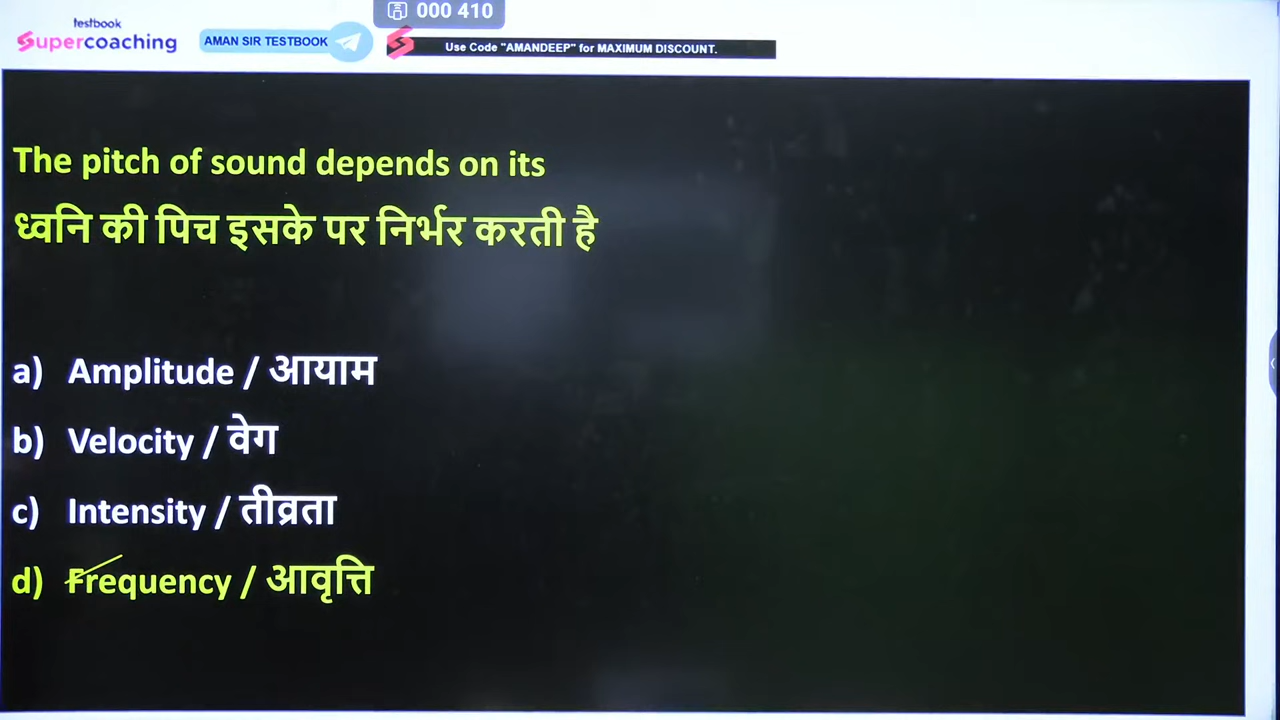 testbook
Supercoaching
AMAN SIR TESTBOOK
000 410
Use Code "AMANDEEP" for MAXIMUM DISCOUNT.
The pitch of sound depends on its
ध्वनि की पिच इसके पर निर्भर करती है
a) Amplitude / आयाम
b) Velocity / वेग
c) Intensity / तीव्रता
d) Frequency / आवृत्ति